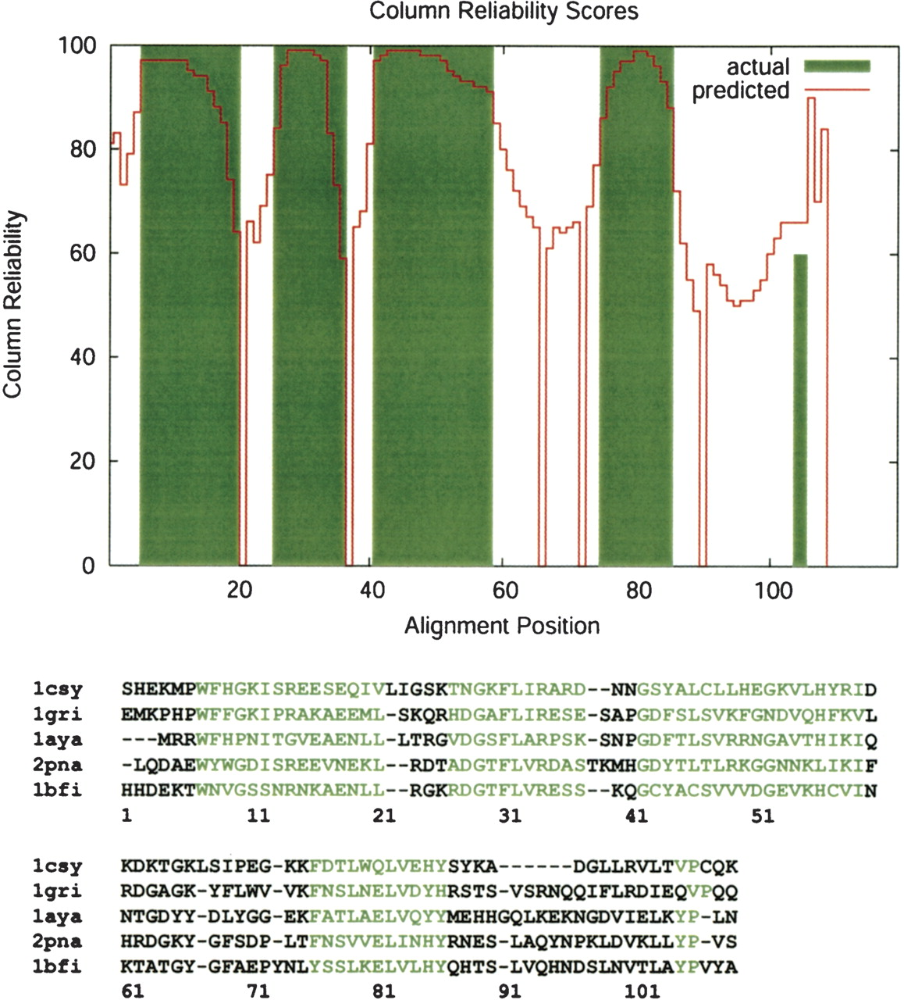 Column Reliability Scores
100
80
60
40
20
0
Column Reliability
actual
predicted
20 40 60 80 100
Alignment Position
1csy SHEKMPWFHGKISREESEQIVLIGSKTNGKFLIRARD--NNGSYALCLLHEGKVLHYRID
1gri EMKPHPWFFGKIPRAKAEEML-SKQRHDGAFLIRESE-SAPGDFSLSVKFGNDVQHFKVL
1aya ---MRRWFHPNITGVEAENLL-LTRGVDGSFLARPSK-SNPGDFTLSVRRNGAVTHIKIQ
2pna -LQDAEWYWGDISREEVNEKL--RDTADGTFLVRDASTKMHGDYTLTLRKGGNNKLIKIF
1bfi HHDEKTWNVGSSNRNKAENLL--RGKRDGTFLVRESS--KQGCYACSVVVDGEVKHCVIN
1 11 21 31 41 51
1csy KDKTGKLSIPEG-KKFDTLWQLVEHYSYKA------DGLLRVLTVPCQK
1gri RDGAGK-YFLWV-VKFNSLNELVDYHRSTS-VSRNQQIFLRDIEQVPQQ
1aya NTGDYY-DLYGG-EKFATLAELVQYYMEHHGQLKEKNGDVIELKYP-LN
2pna HRDGKY-GFSDP-LTFNSVVELINHYRNES-LAQYNPKLDVKLLYP-VS
1bfi KTATGY-GFAEPYNLYSSLKELVLHYQHTS-LVQHNDSLNVTLAYPVYA
61 71 81 91 101